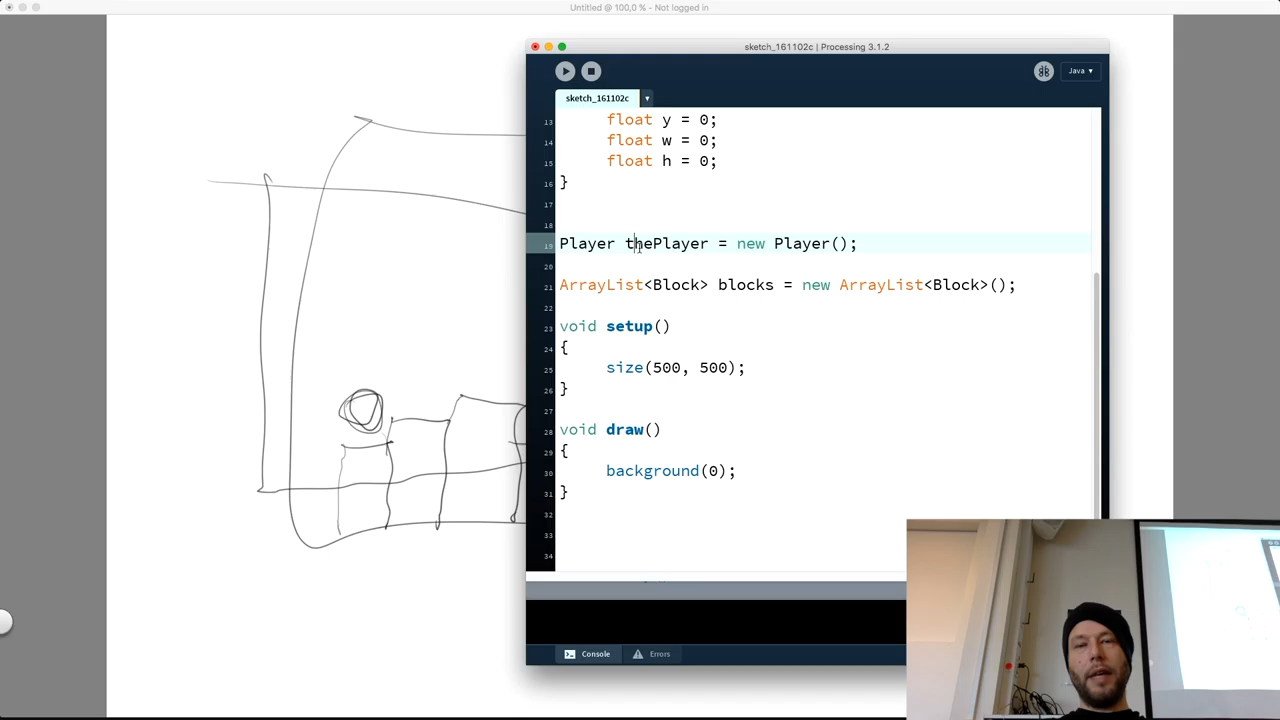 Untitled @ 100,0 % - Not logged in
sketch_161102c | Processing 3.1.2
Java ▾
sketch_161102c
13 float y = 0;
14 float w = 0;
15 float h = 0;
16 }
17
18
19 Player thePlayer = new Player();
20
21 ArrayList<Block> blocks = new ArrayList<Block>();
22
23 void setup()
24 {
25 size(500, 500);
26 }
27
28 void draw()
29 {
30 background(0);
31 }
32
33
34
Console Errors